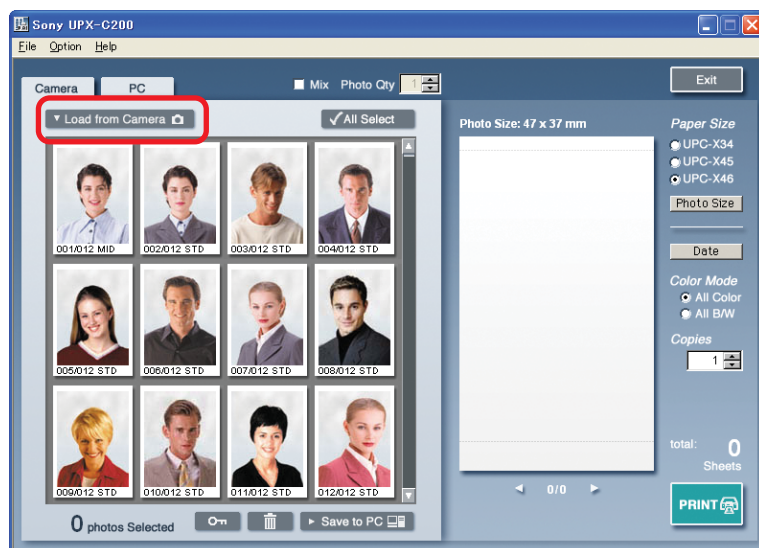 Sony UPX-C200
File Option Help
Camera PC Mix Photo Qty 1 Exit
Load from Camera All Select
Photo Size: 47 x 37 mm
Paper Size
UPC-X34
UPC-X45
UPC-X46
Photo Size
Date
Color Mode
All Color
All B/W
Copies
1
001/012 MID 002/012 STD 003/012 STD 004/012 STD
005/012 STD 006/012 STD 007/012 STD 008/012 STD
009/012 STD 010/012 STD 011/012 STD 012/012 STD
0 photos Selected Save to PC
0/0
total: 0
Sheets
PRINT